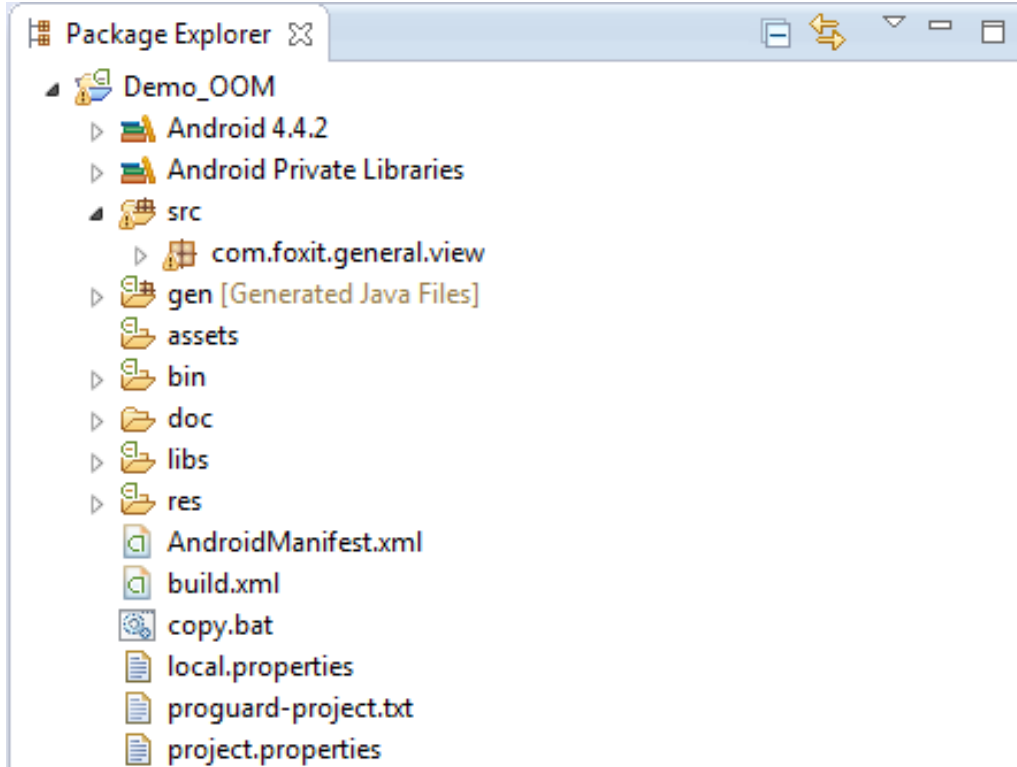 Package Explorer
Demo_OOM
Android 4.4.2
Android Private Libraries
src
com.foxit.general.view
gen [Generated Java Files]
assets
bin
doc
libs
res
AndroidManifest.xml
build.xml
copy.bat
local.properties
proguard-project.txt
project.properties